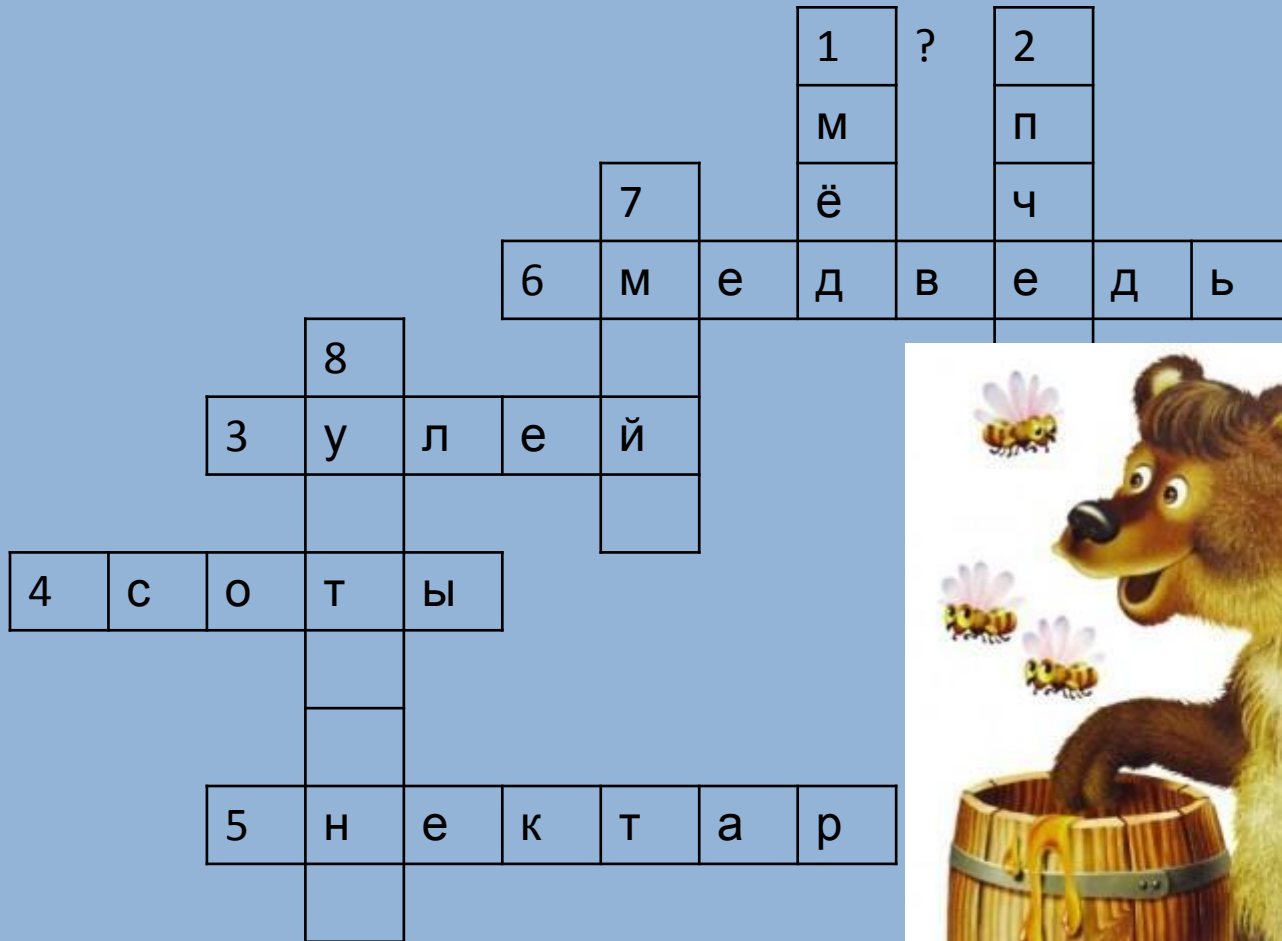 1 ? 2
м п
7 ё ч
6 м е д в е д ь
8
3 у л е й
4 с о т ы
5 н е к т а р